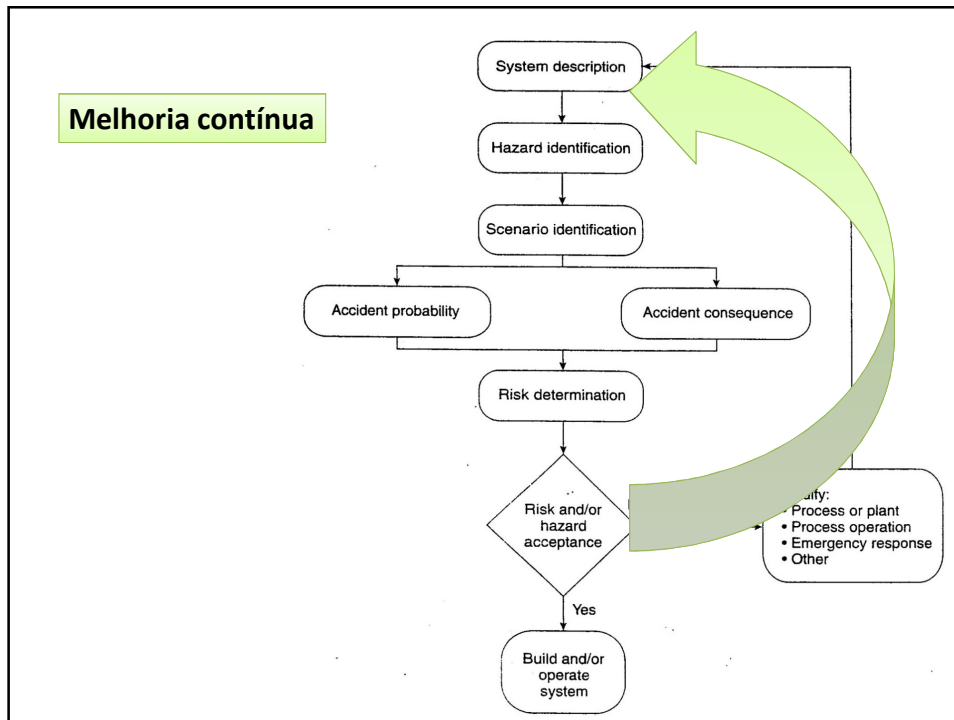 Melhoria contínua
System description
Hazard identification
Scenario identification
Accident probability
Accident consequence
Risk determination
Risk and/or
hazard
acceptance
• Process or plant
• Process operation
• Emergency response
• Other
Yes
Build and/or
operate
system